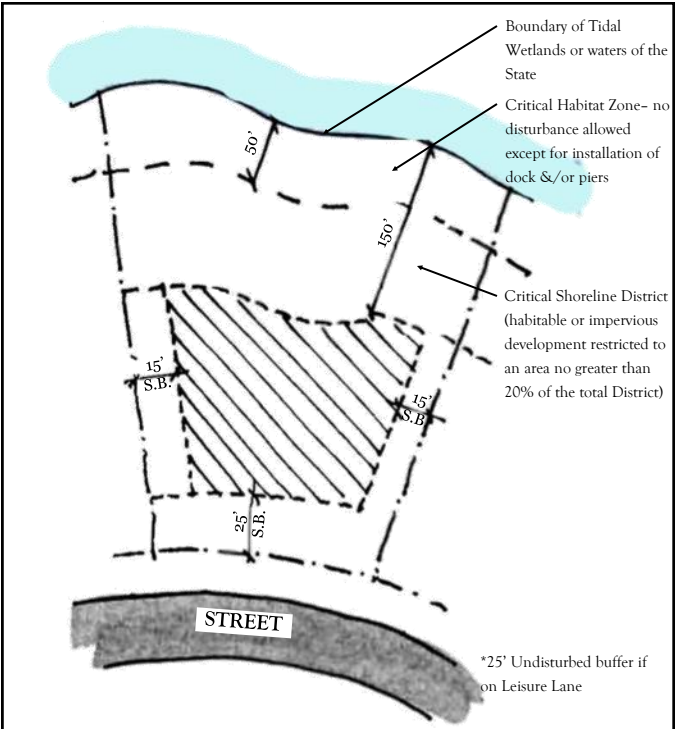 Boundary of Tidal
Wetlands or waters of the
State
Critical Habitat Zone– no
disturbance allowed
except for installation of
dock &/or piers
50'
150'
Critical Shoreline District
(habitable or impervious
development restricted to
an area no greater than
20% of the total District)
15'
S.B.
15'
S.B
25'
S.B.
STREET
*25' Undisturbed buffer if
on Leisure Lane